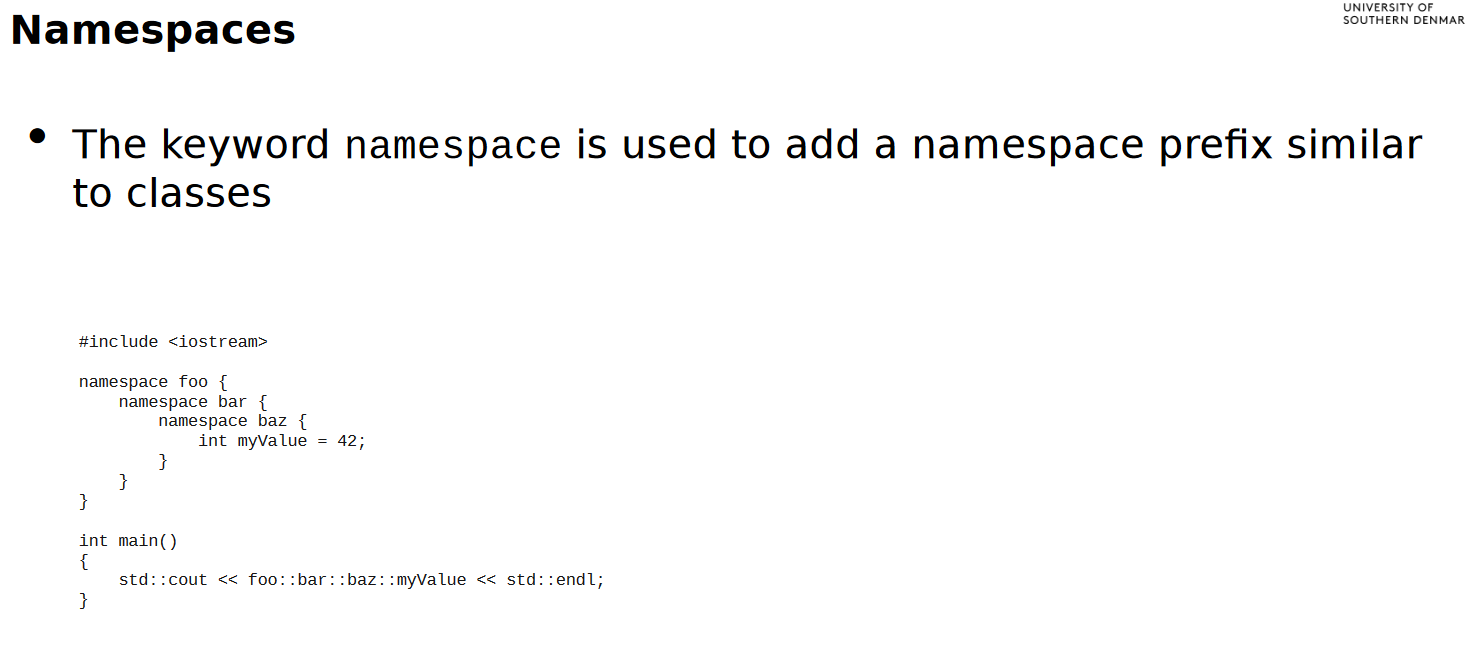 Namespaces
UNIVERSITY OF
SOUTHERN DENMAR
• The keyword namespace is used to add a namespace prefix similar
to classes
#include <iostream>
namespace foo {
    namespace bar {
        namespace baz {
            int myValue = 42;
        }
    }
}
int main()
{
    std::cout << foo::bar::baz::myValue << std::endl;
}